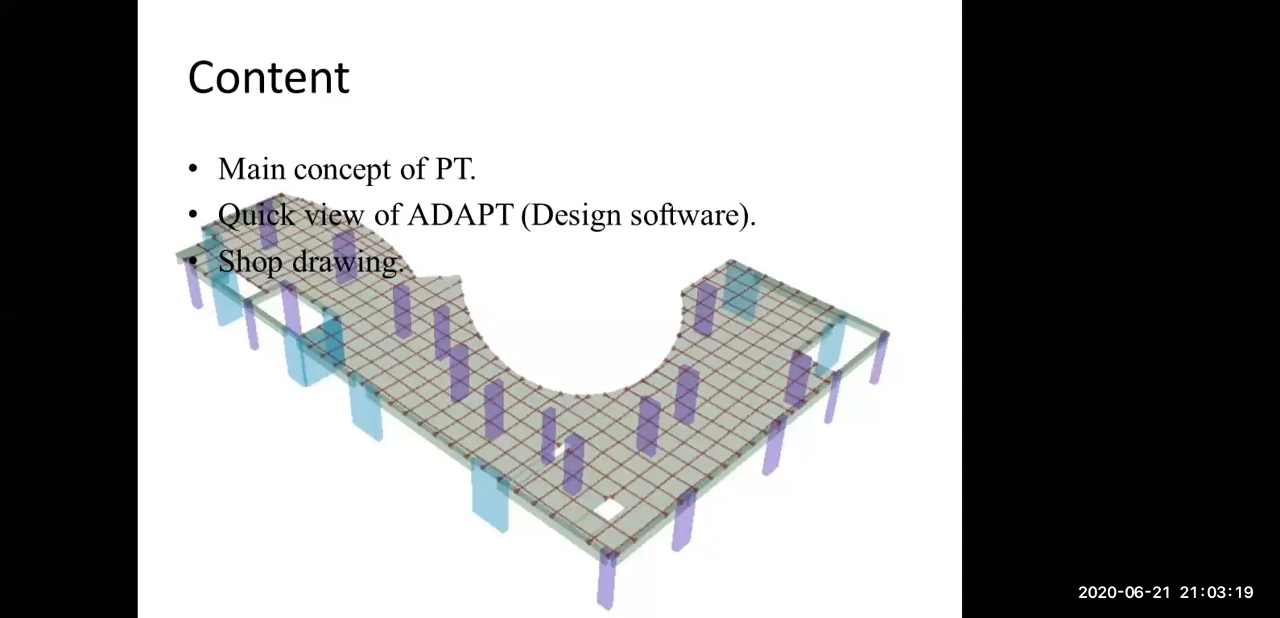 Content
• Main concept of PT.
• Quick view of ADAPT (Design software).
• Shop drawing.
2020-06-21 21:03:19